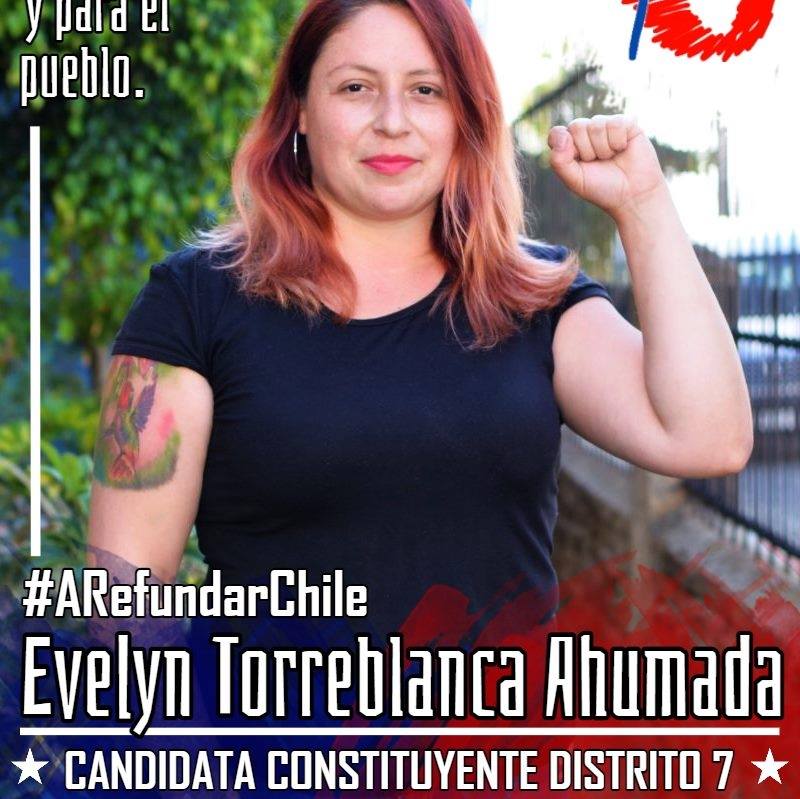 y para el
pueblo.
#ARefundarChile
Evelyn Torreblanca Ahumada
★ CANDIDATA CONSTITUYENTE DISTRITO 7 ★